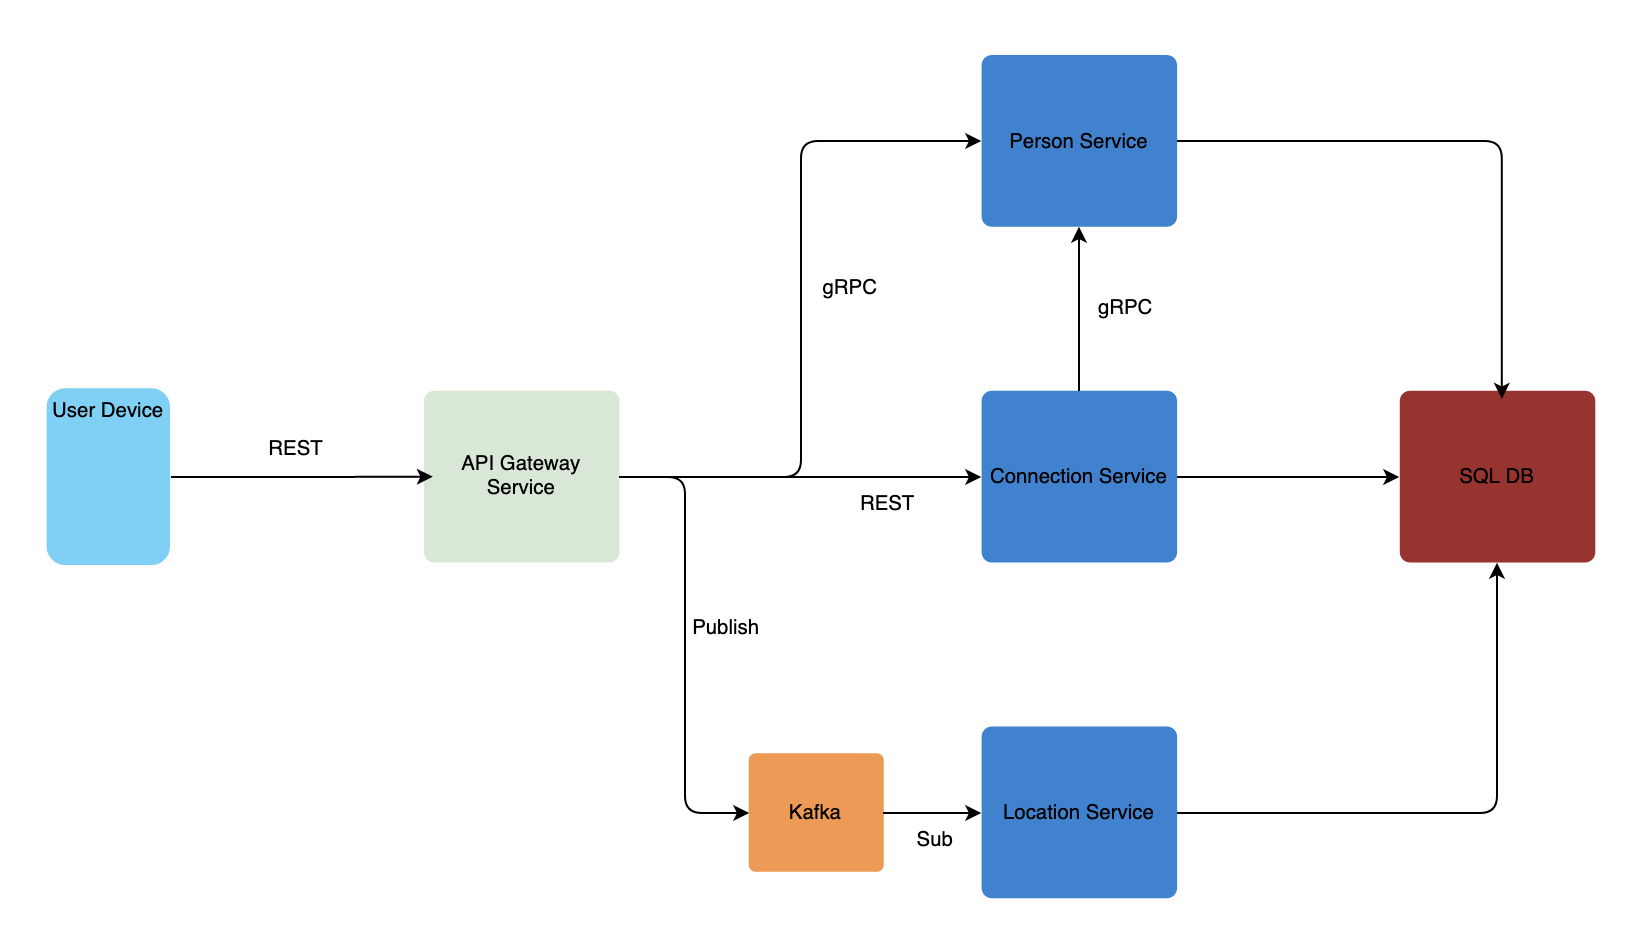 Person Service
gRPC
gRPC
User Device
REST
API Gateway
Service
Connection Service
SQL DB
REST
Publish
Kafka
Sub
Location Service